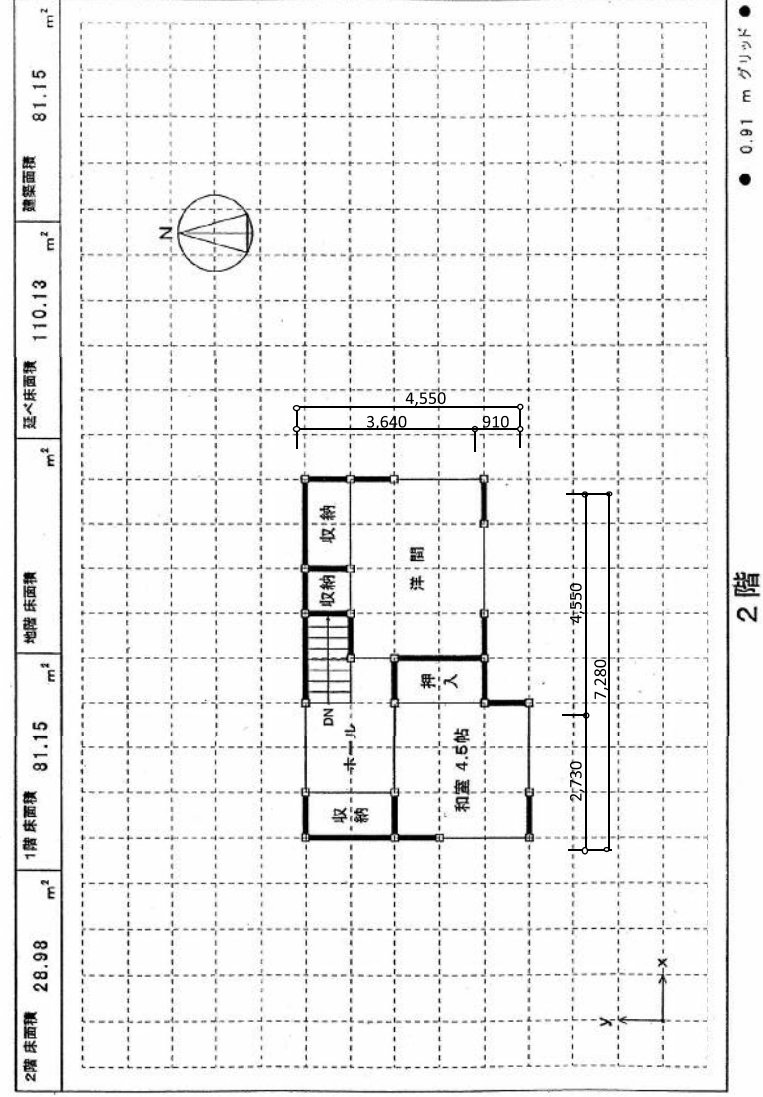 2階 床面積 28.98 m²
1階 床面積 81.15 m²
地階 床面積 m²
延べ床面積 110.13 m²
建築面積 81.15 m²
N
4,550
3,640
910
収納
収納
洋間
DN
ホール
押入
収納
和室 4.5帖
4,550
2,730
7,280
y
x
2階
● 0.91 m グリッド ●